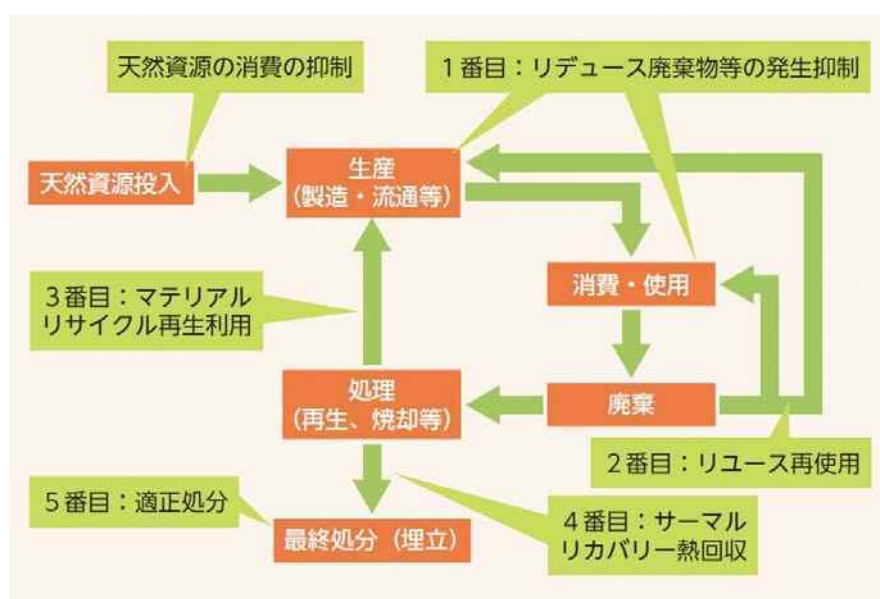 天然資源の消費の抑制
1番目：リデュース廃棄物等の発生抑制
天然資源投入
生産
（製造・流通等）
消費・使用
3番目：マテリアル
リサイクル再生利用
処理
（再生、焼却等）
廃棄
2番目：リユース再使用
5番目：適正処分
最終処分（埋立）
4番目：サーマル
リカバリー熱回収